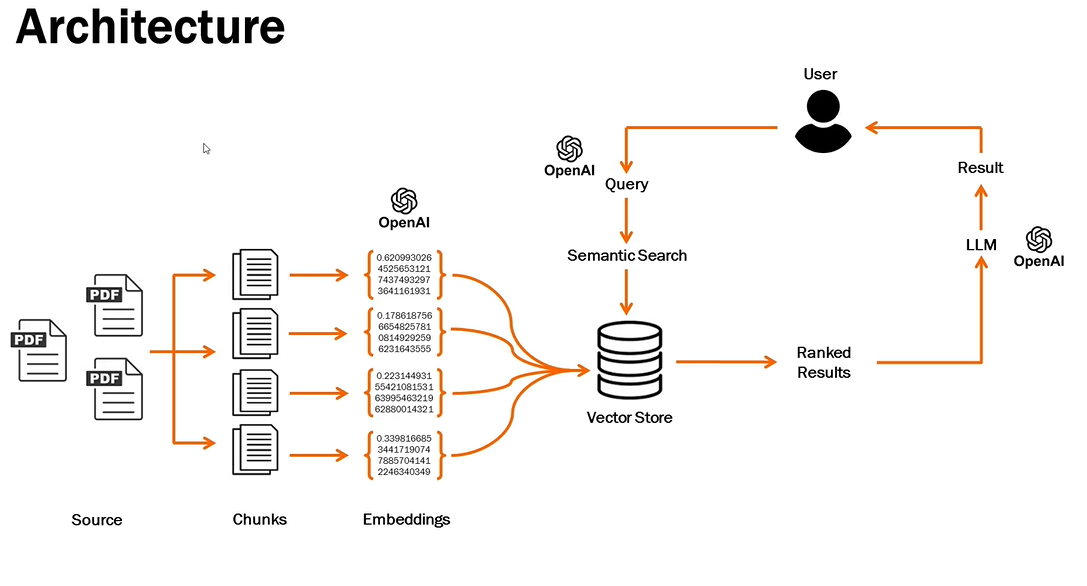 Architecture
User
OpenAI
Query
Result
OpenAI
Semantic Search
LLM
OpenAI
PDF
PDF
PDF
0.620993026
4525653121
7437493297
3641161931
0.178618756
6654825781
0814929259
6231643555
0.223144931
55421081531
63995463219
62880014321
0.339816685
3441719074
7885704141
2246340349
Vector Store
Ranked
Results
Source
Chunks
Embeddings